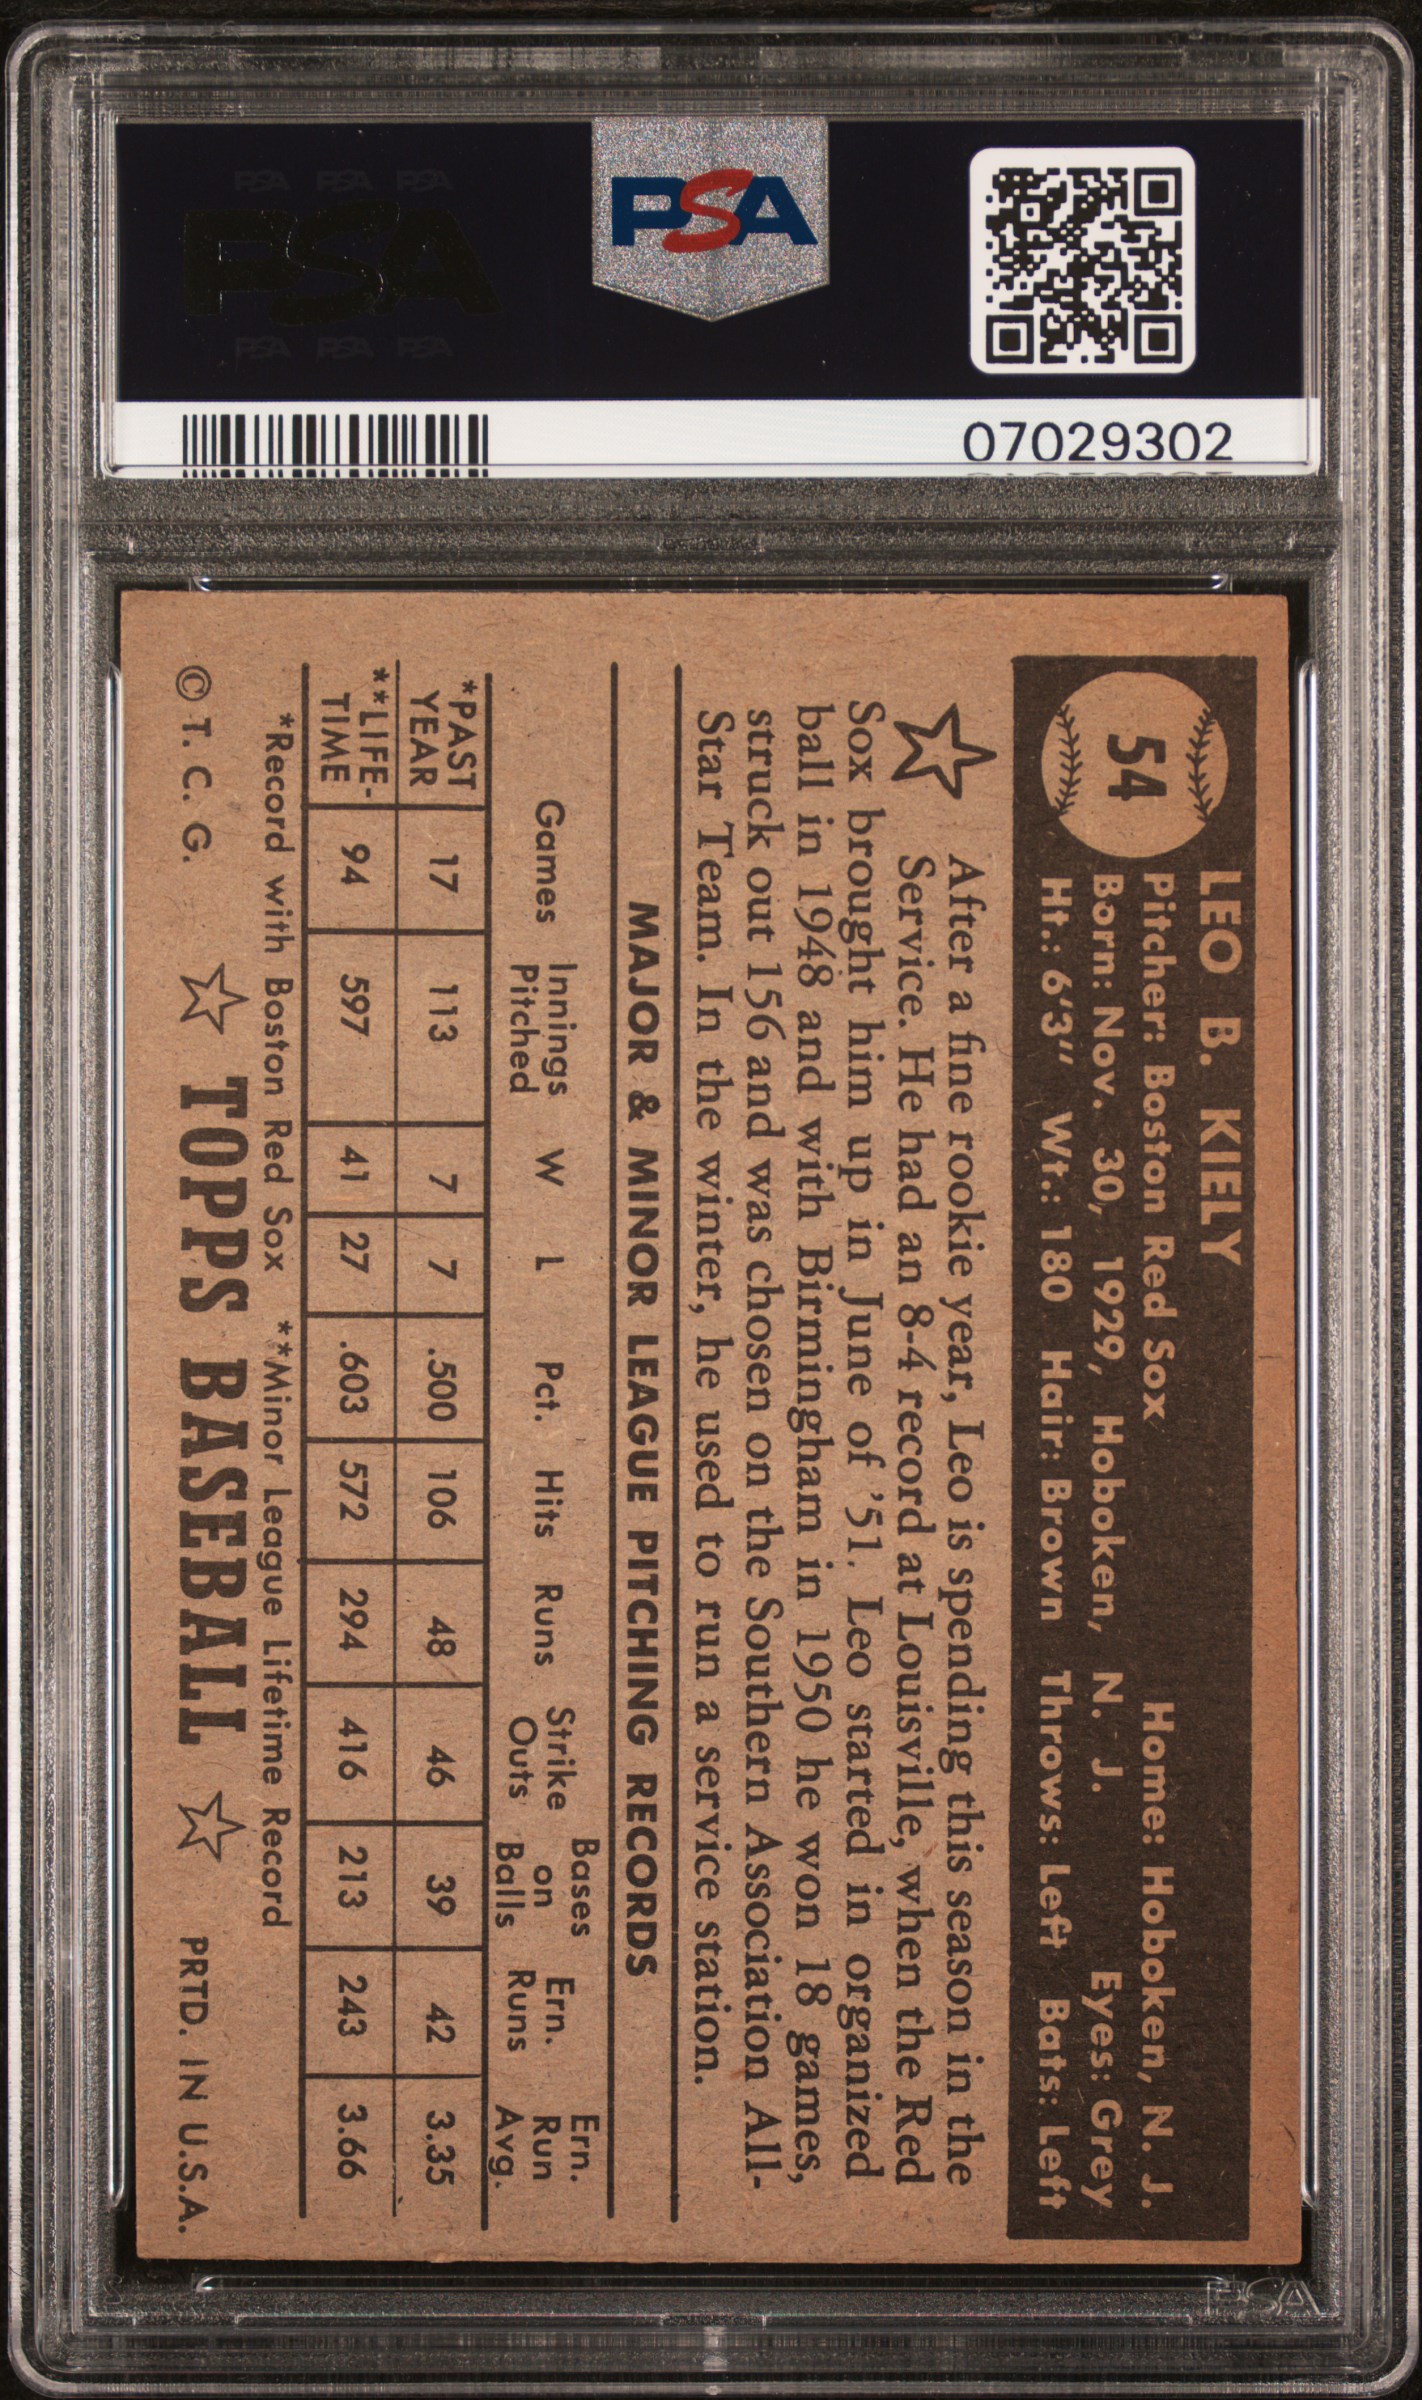 PSA PSA PSA
PSA
PSA PSA PSA
PSA
07029302
54
LEO B. KIELY
Pitcher: Boston Red Sox Home: Hoboken, N. J.
Born: Nov. 30, 1929, Hoboken, N. J. Eyes: Grey
Ht.: 6'3" Wt.: 180 Hair: Brown Throws: Left Bats: Left
After a fine rookie year, Leo is spending this season in the
Service. He had an 8-4 record at Louisville, when the Red
Sox brought him up in June of '51. Leo started in organized
ball in 1948 and with Birmingham in 1950 he won 18 games,
struck out 156 and was chosen on the Southern Association All-
Star Team. In the winter, he used to run a service station.
MAJOR & MINOR LEAGUE PITCHING RECORDS
Games Innings Pitched W L Pct. Hits Runs Strike Outs Bases on Balls Ern. Runs Ern. Run Avg.
*PAST YEAR 17 113 7 7 .500 106 48 46 39 42 3.35
**LIFE-TIME 94 597 41 27 .603 572 294 416 213 243 3.66
*Record with Boston Red Sox **Minor League Lifetime Record
© T. C. G. ☆ TOPPS BASEBALL ☆ PRTD. IN U.S.A.
PSA